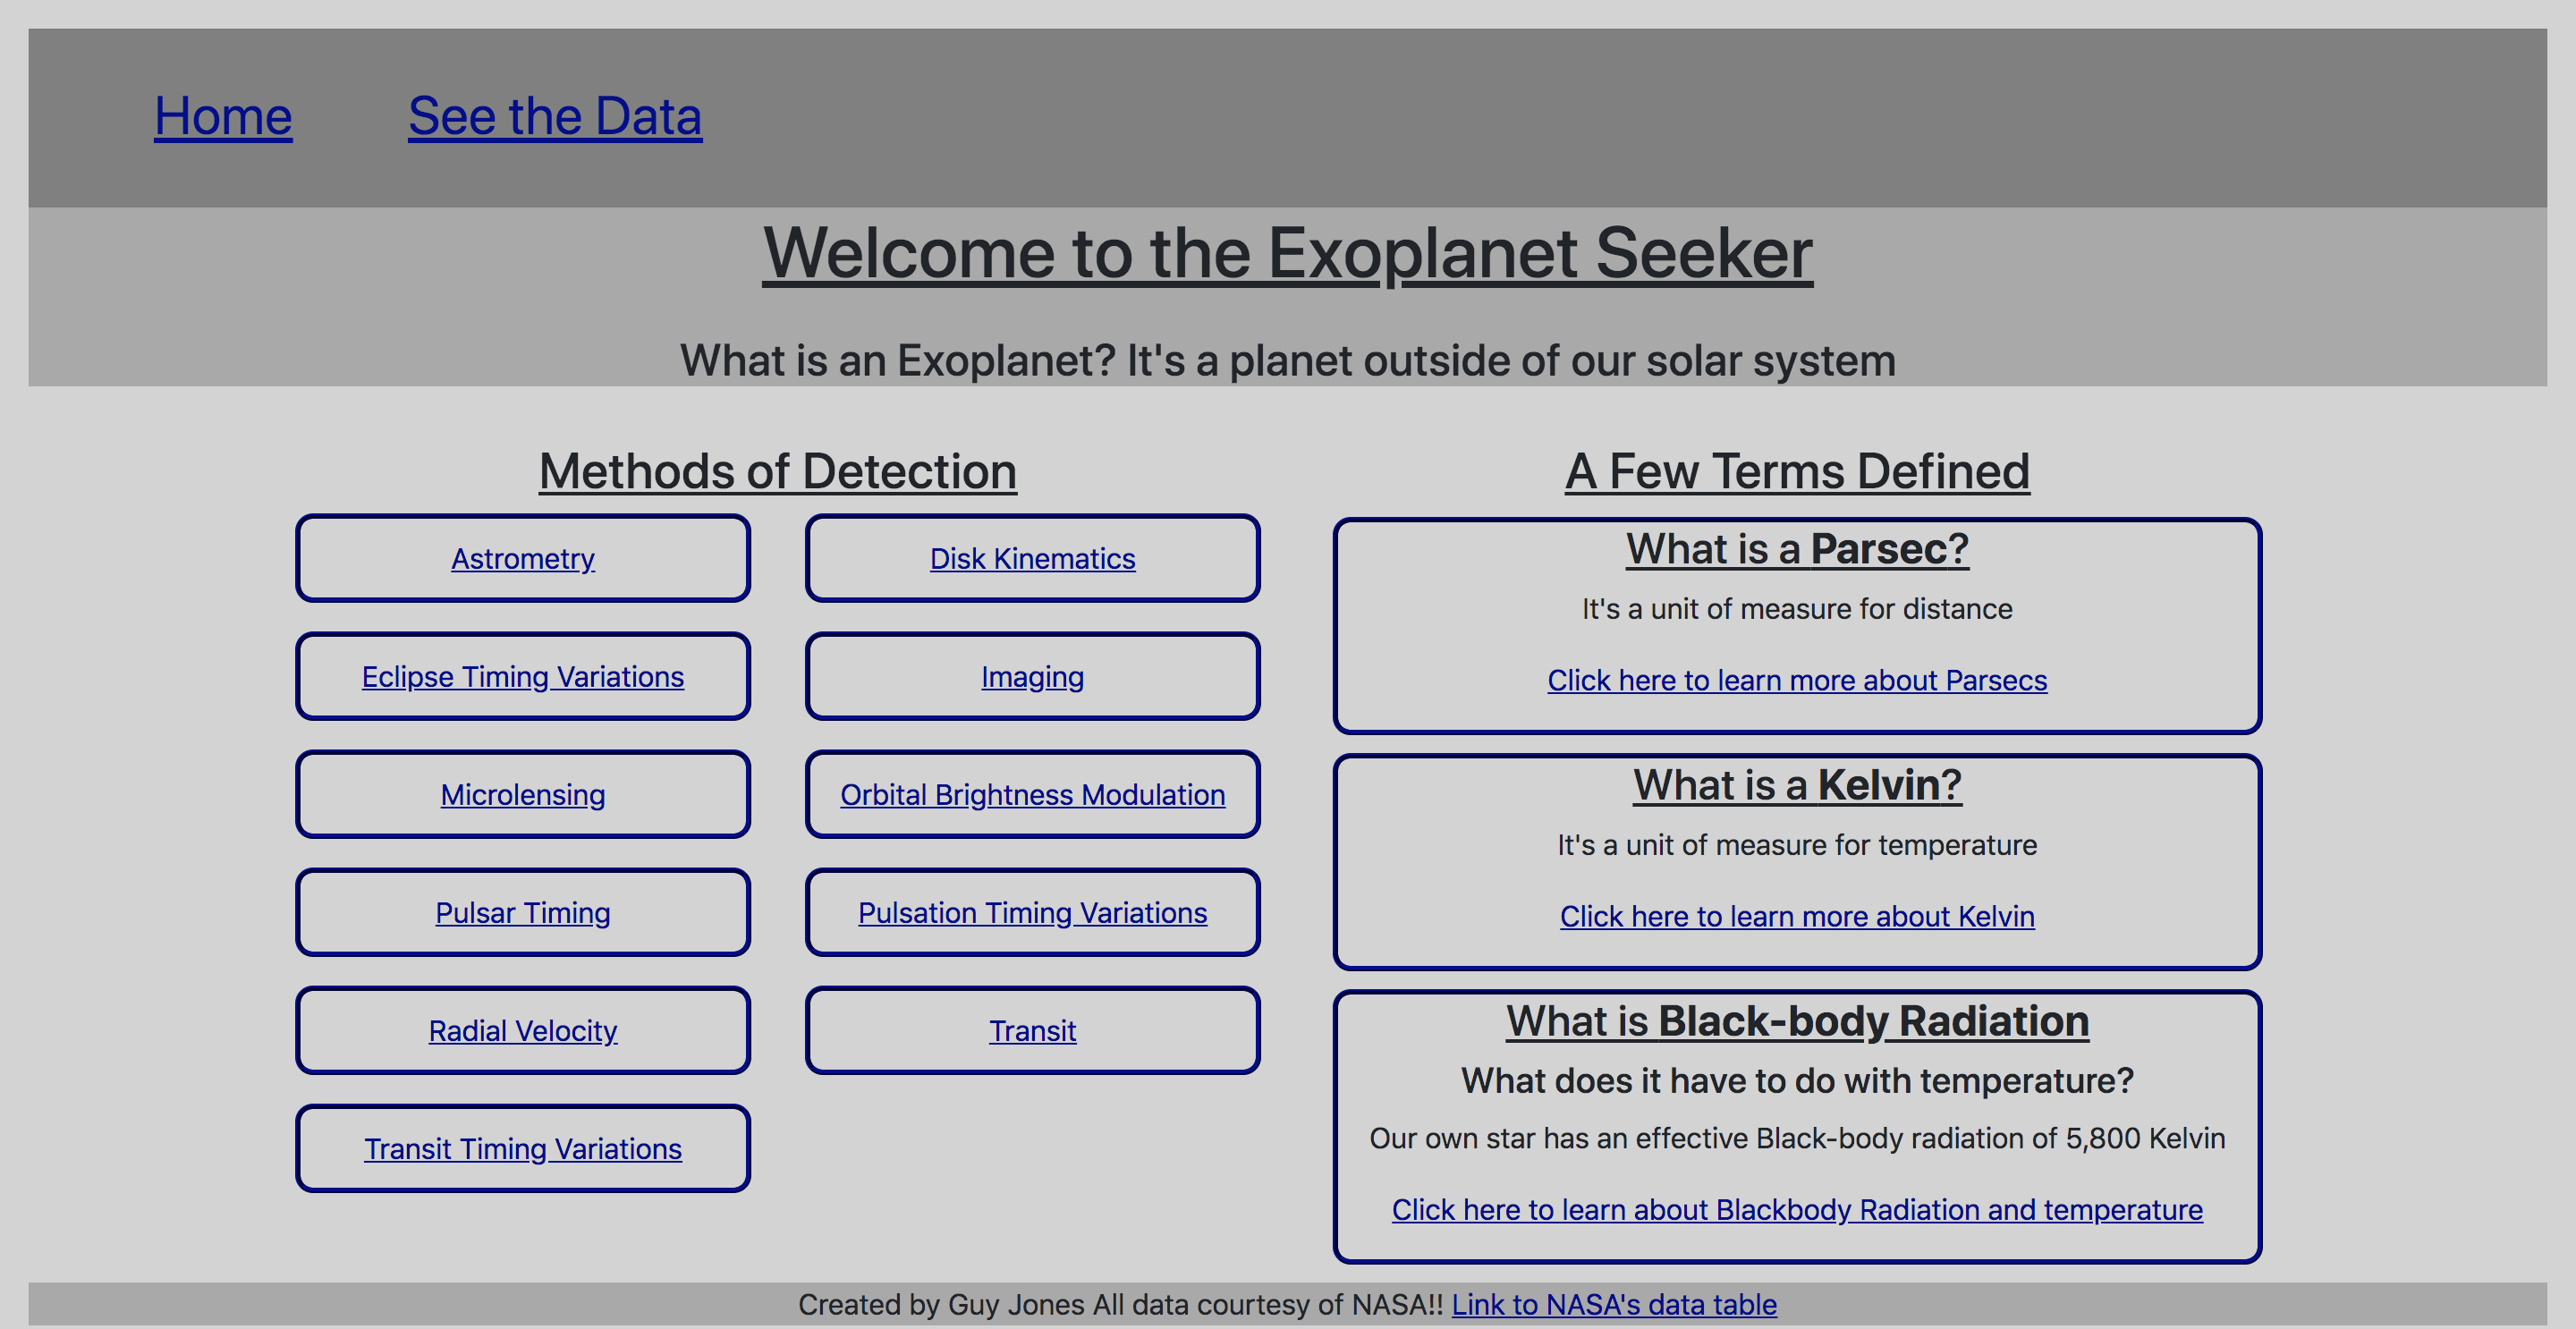 Home
See the Data
Welcome to the Exoplanet Seeker
What is an Exoplanet? It's a planet outside of our solar system
Methods of Detection
Astrometry
Disk Kinematics
Eclipse Timing Variations
Imaging
Microlensing
Orbital Brightness Modulation
Pulsar Timing
Pulsation Timing Variations
Radial Velocity
Transit
Transit Timing Variations
A Few Terms Defined
What is a Parsec?
It's a unit of measure for distance
Click here to learn more about Parsecs
What is a Kelvin?
It's a unit of measure for temperature
Click here to learn more about Kelvin
What is Black-body Radiation
What does it have to do with temperature?
Our own star has an effective Black-body radiation of 5,800 Kelvin
Click here to learn about Blackbody Radiation and temperature
Created by Guy Jones All data courtesy of NASA!! Link to NASA's data table